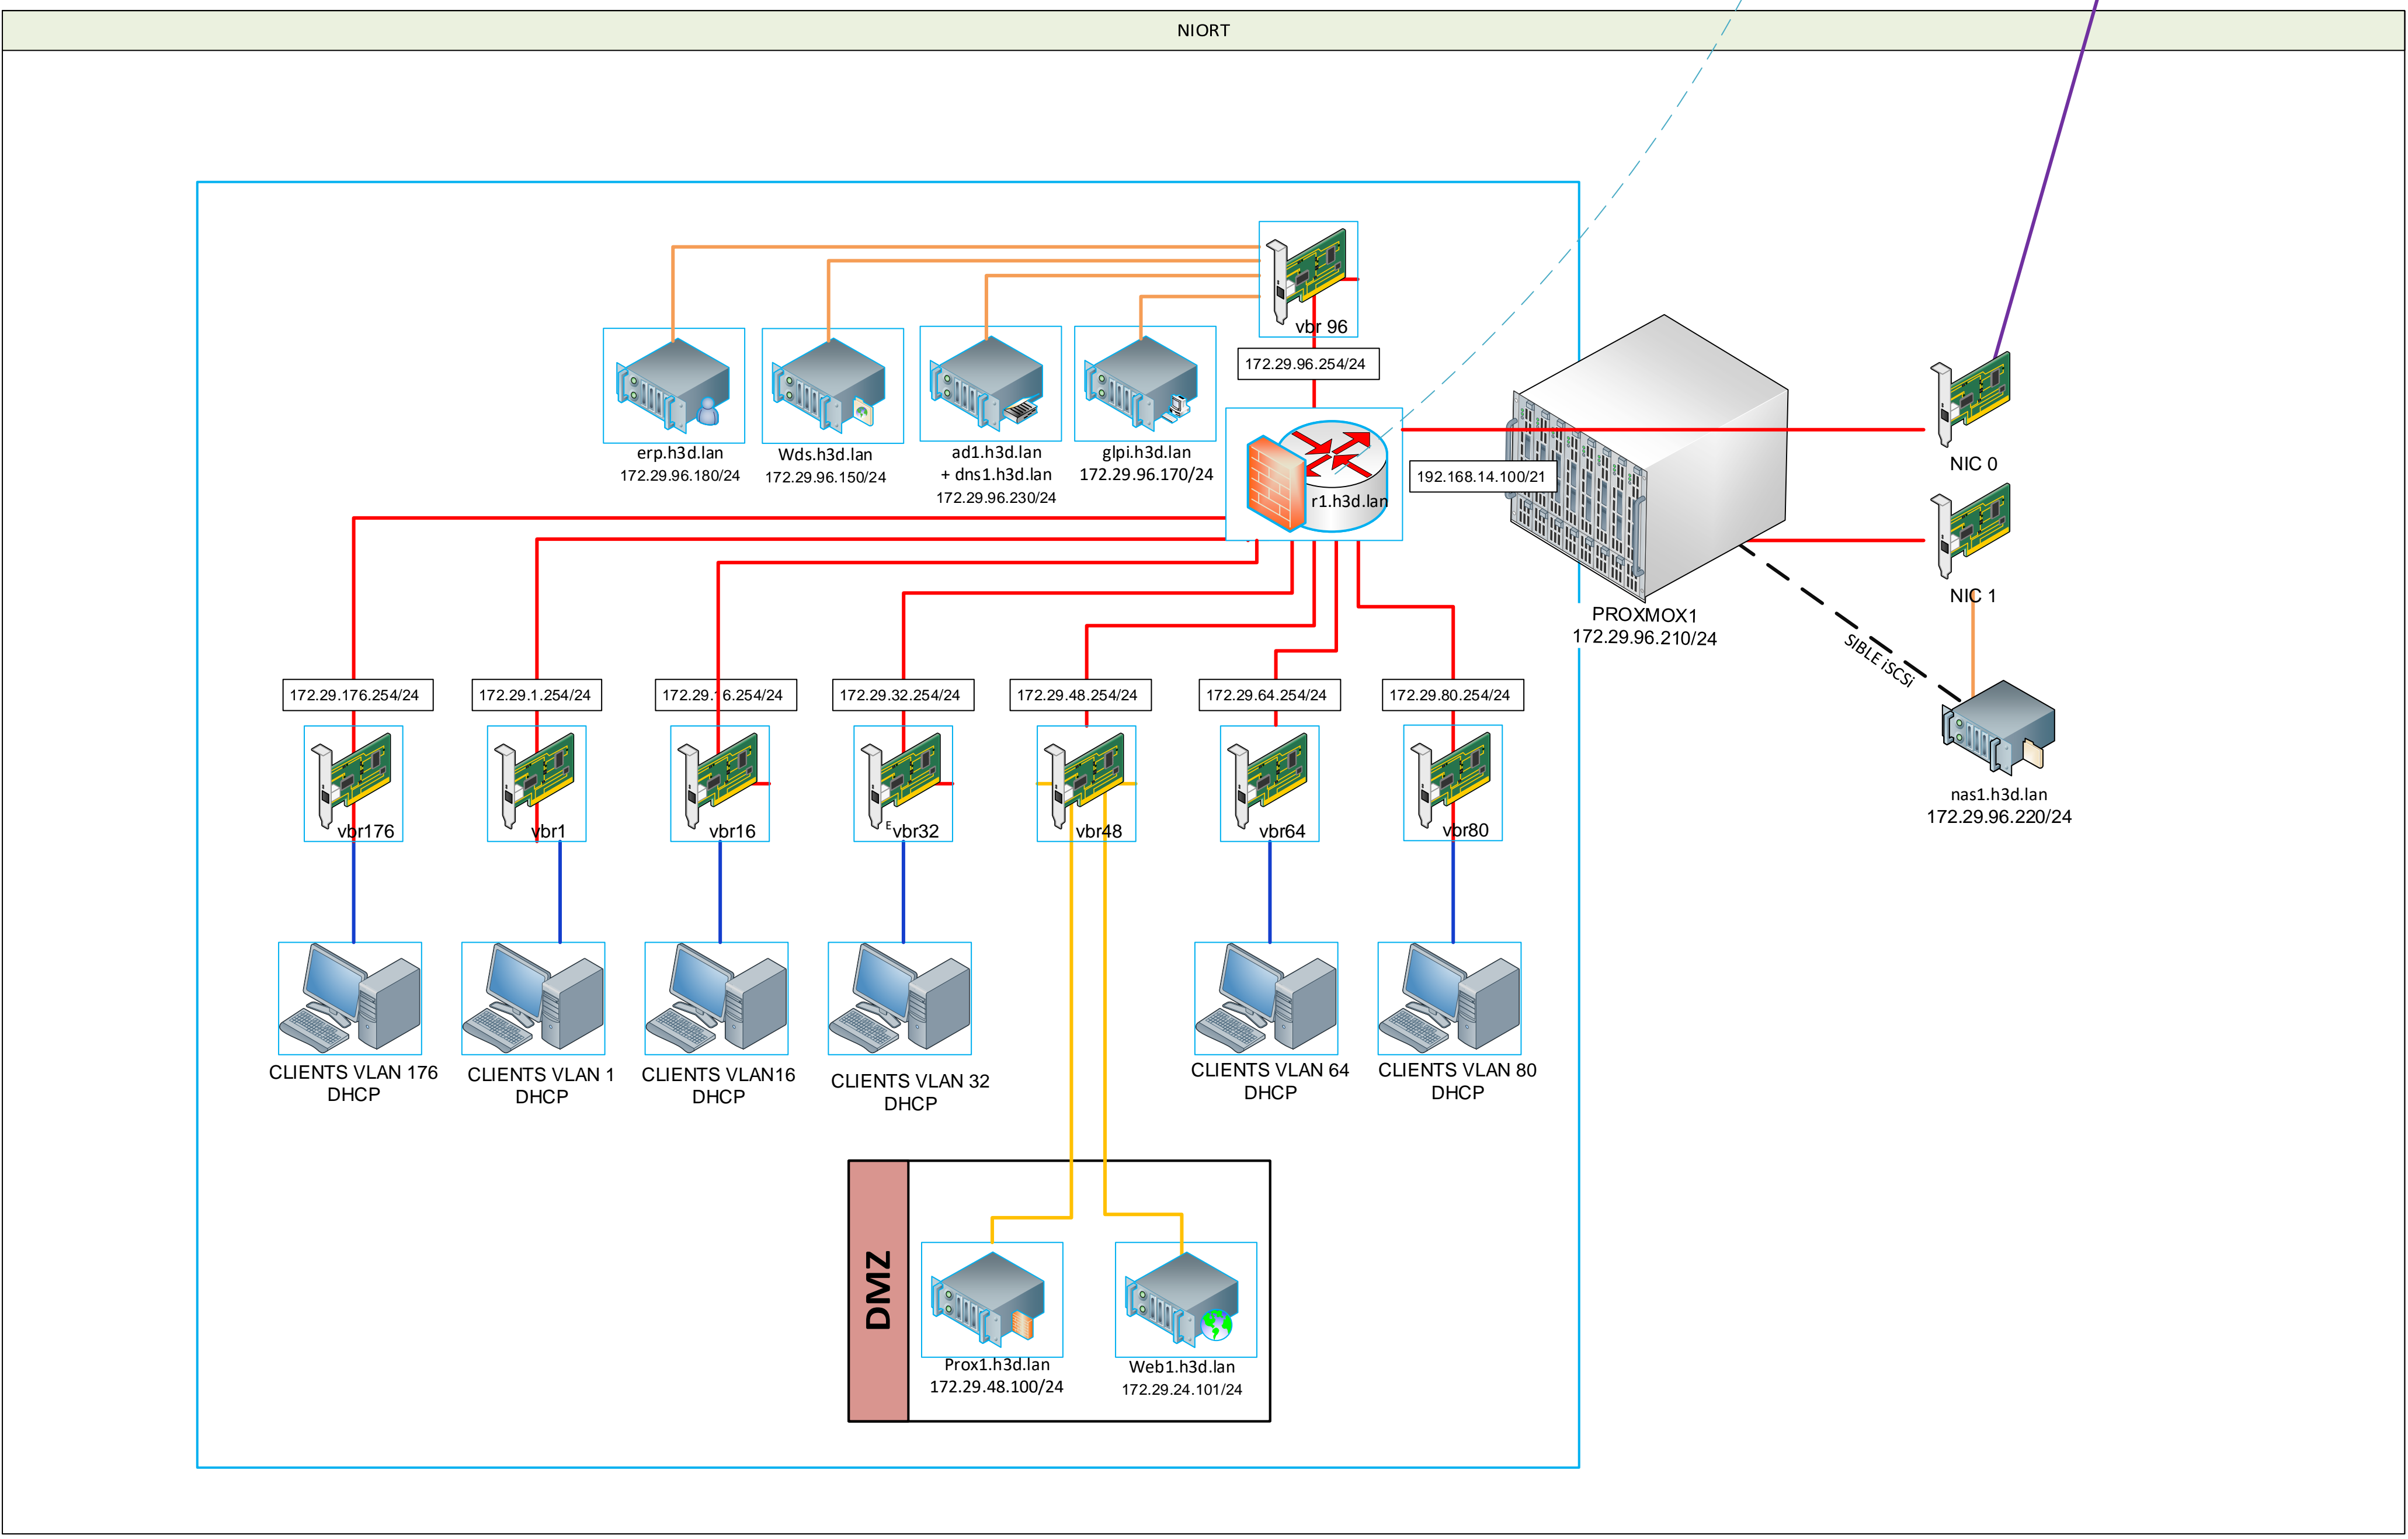 NIORT
vbr 96
172.29.96.254/24
erp.h3d.lan
172.29.96.180/24
Wds.h3d.lan
172.29.96.150/24
ad1.h3d.lan
+ dns1.h3d.lan
172.29.96.230/24
glpi.h3d.lan
172.29.96.170/24
r1.h3d.lan
192.168.14.100/21
NIC 0
NIC 1
PROXMOX1
172.29.96.210/24
SIBLE iSCSi
nas1.h3d.lan
172.29.96.220/24
172.29.176.254/24
172.29.1.254/24
172.29.16.254/24
172.29.32.254/24
172.29.48.254/24
172.29.64.254/24
172.29.80.254/24
vbr176
vbr1
vbr16
E
vbr32
vbr48
vbr64
vbr80
CLIENTS VLAN 176
DHCP
CLIENTS VLAN 1
DHCP
CLIENTS VLAN16
DHCP
CLIENTS VLAN 32
DHCP
CLIENTS VLAN 64
DHCP
CLIENTS VLAN 80
DHCP
DMZ
Prox1.h3d.lan
172.29.48.100/24
Web1.h3d.lan
172.29.24.101/24